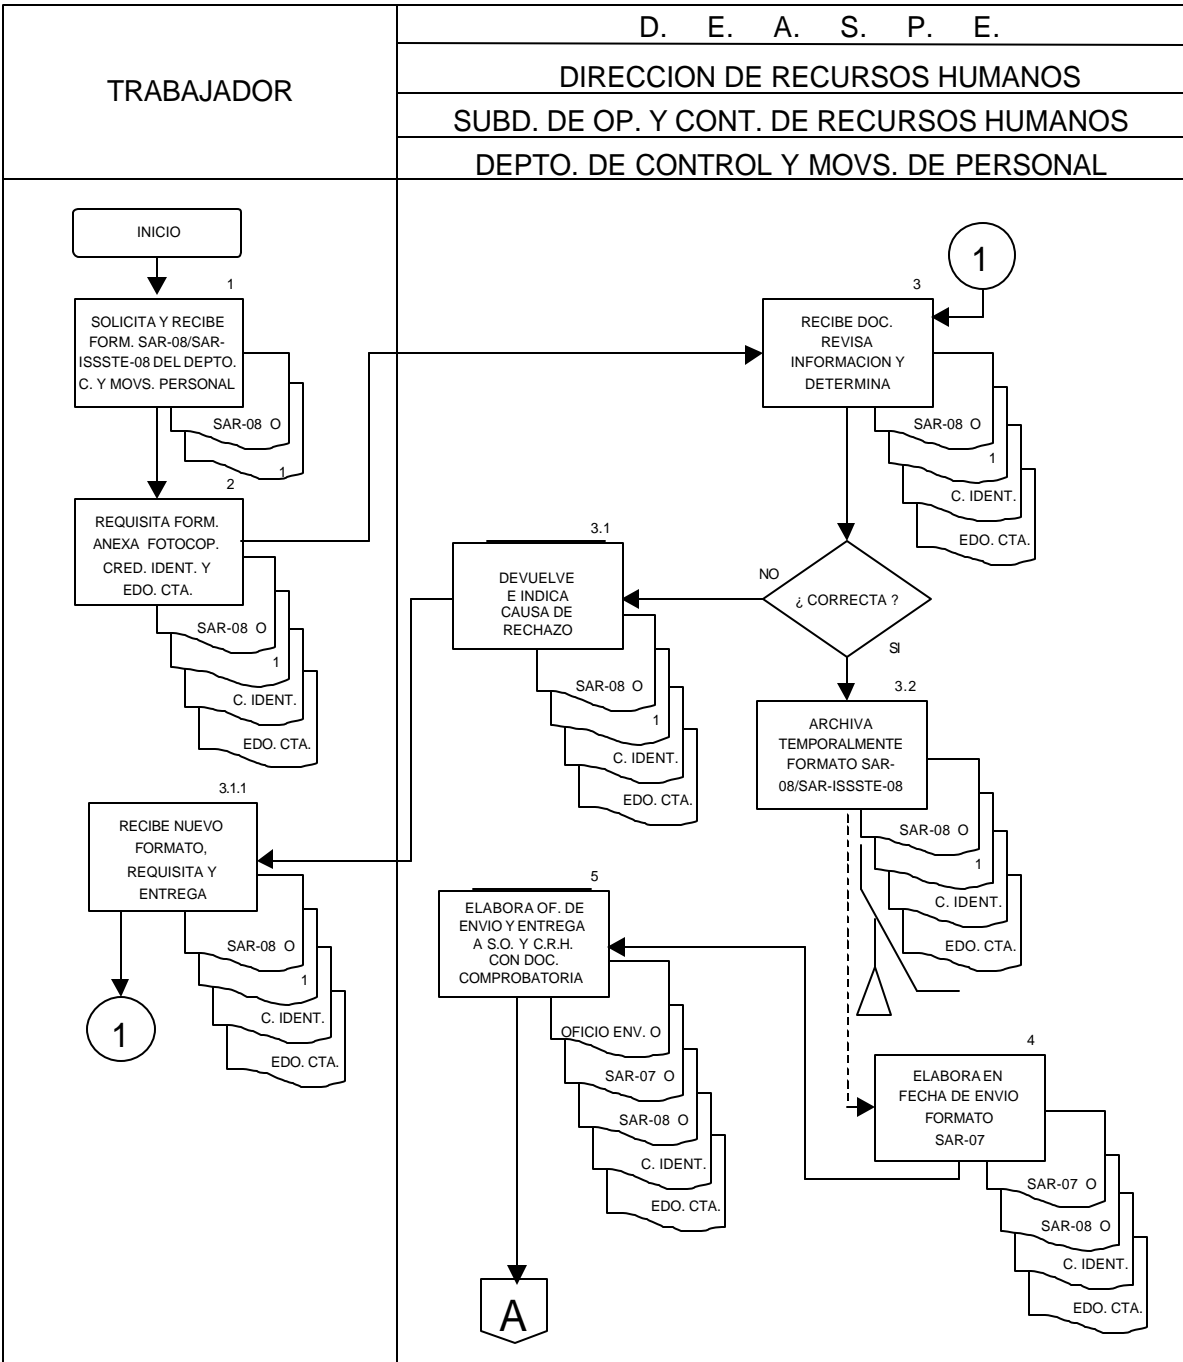 TRABAJADOR
D. E. A. S. P. E.
DIRECCION DE RECURSOS HUMANOS
SUBD. DE OP. Y CONT. DE RECURSOS HUMANOS
DEPTO. DE CONTROL Y MOVS. DE PERSONAL
INICIO
1
SOLICITA Y RECIBE
FORM. SAR-08/SAR-
ISSSTE-08 DEL DEPTO.
C. Y MOVS. PERSONAL
SAR-08 O
1
2
REQUISITA FORM.
ANEXA FOTOCOP.
CRED. IDENT. Y
EDO. CTA.
SAR-08 O
1
C. IDENT.
EDO. CTA.
1
3
RECIBE DOC.
REVISA
INFORMACION Y
DETERMINA
SAR-08 O
1
C. IDENT.
EDO. CTA.
¿ CORRECTA ?
NO
SI
3.1
DEVUELVE
E INDICA
CAUSA DE
RECHAZO
SAR-08 O
1
C. IDENT.
EDO. CTA.
3.1.1
RECIBE NUEVO
FORMATO,
REQUISITA Y
ENTREGA
SAR-08 O
1
C. IDENT.
EDO. CTA.
1
3.2
ARCHIVA
TEMPORALMENTE
FORMATO SAR-
08/SAR-ISSSTE-08
SAR-08 O
1
C. IDENT.
EDO. CTA.
4
ELABORA EN
FECHA DE ENVIO
FORMATO
SAR-07
SAR-07 O
SAR-08 O
C. IDENT.
EDO. CTA.
5
ELABORA OF. DE
ENVIO Y ENTREGA
A S.O. Y C.R.H.
CON DOC.
COMPROBATORIA
OFICIO ENV. O
SAR-07 O
SAR-08 O
C. IDENT.
EDO. CTA.
A